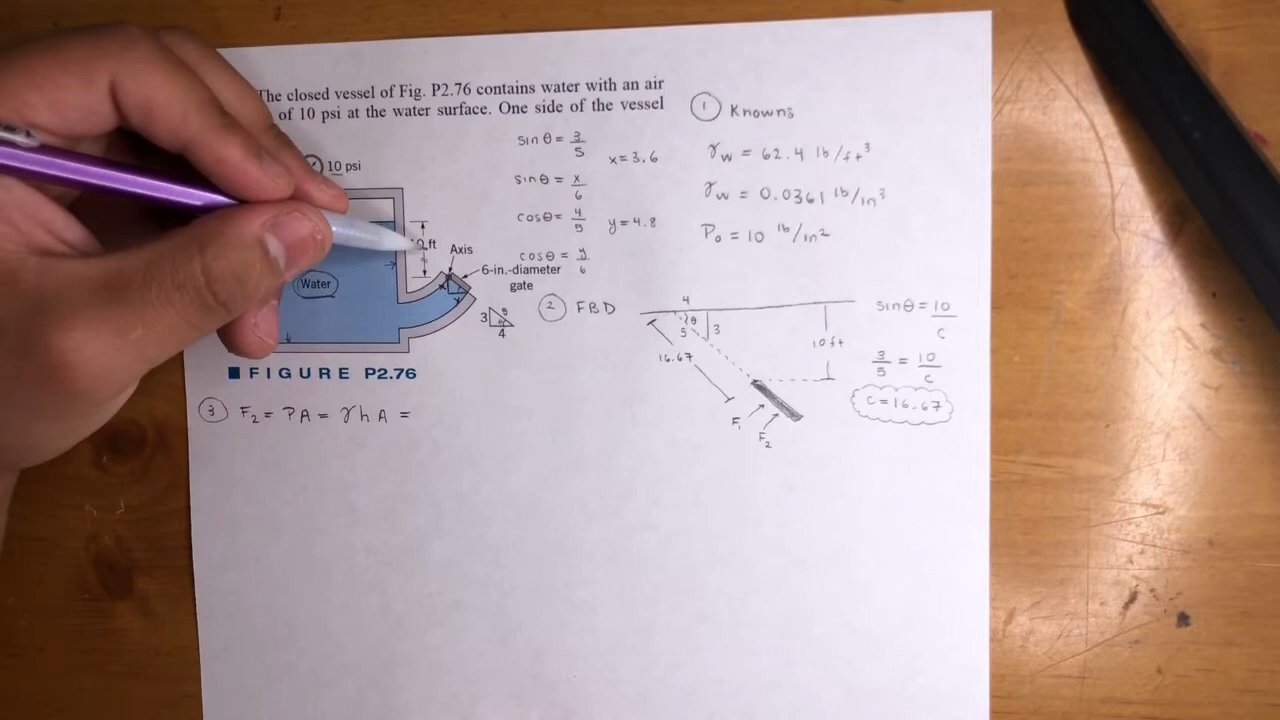 The closed vessel of Fig. P2.76 contains water with an air
of 10 psi at the water surface. One side of the vessel
10 psi
ft
Axis
Water
6-in.-diameter
gate
3
5
4
FIGURE P2.76
sin θ = 3/5
x = 3.6
sin θ = x/6
cos θ = 4/5
y = 4.8
cos θ = y/6
1 Knowns
γw = 62.4 lb/ft³
γw = 0.0361 lb/in³
P₀ = 10 lb/in²
2 FBD
4
θ
5
3
16.67
10 ft
F₁
F₂
sin θ = 10/c
3/5 = 10/c
c = 16.67
3 F₂ = PA = γhA =